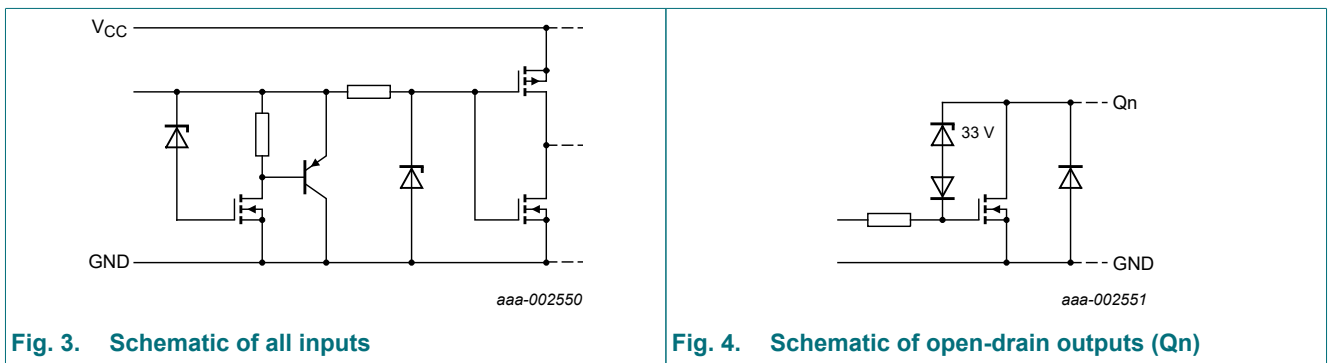 VCC
GND
aaa-002550
Fig. 3. Schematic of all inputs
Qn
33 V
GND
aaa-002551
Fig. 4. Schematic of open-drain outputs (Qn)